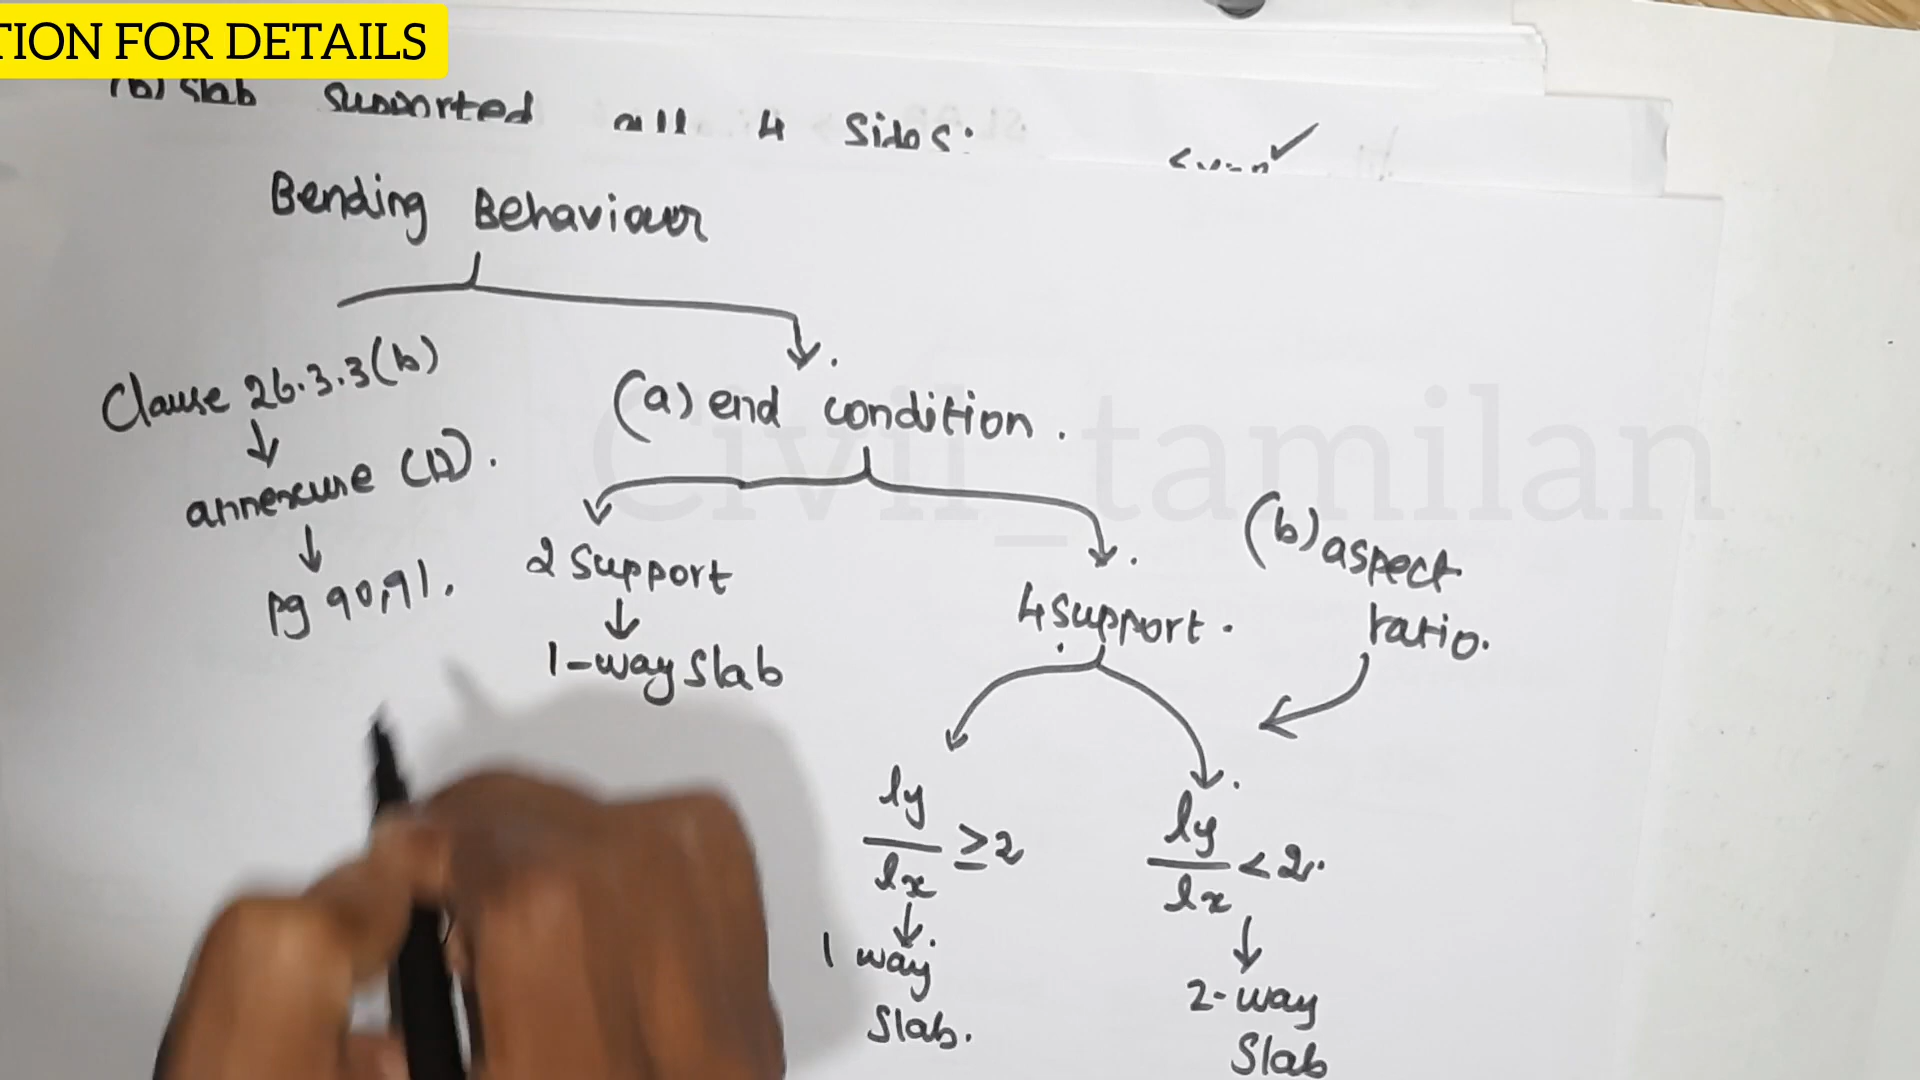 TION FOR DETAILS
(b) Slab supported all 4 Sides:
Bending Behaviour
Clause 26.3.3(b)
annexure (D).
pg 90,91.
(a) end condition.
2 Support
1-way Slab
4 support.
(b) aspect
ratio.
ly
lx
≥2
1 way
Slab.
ly
lx
<2.
2-way
Slab
Civil_tamilan